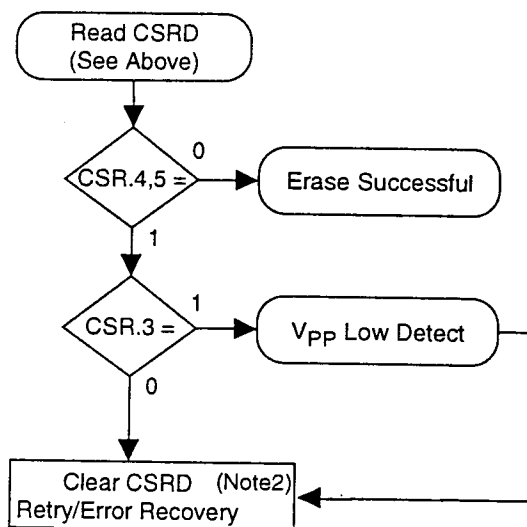 Read CSRD
(See Above)
0
CSR.4,5 =
Erase Successful
1
CSR.3 =
1
VPP Low Detect
0
Clear CSRD (Note2)
Retry/Error Recovery